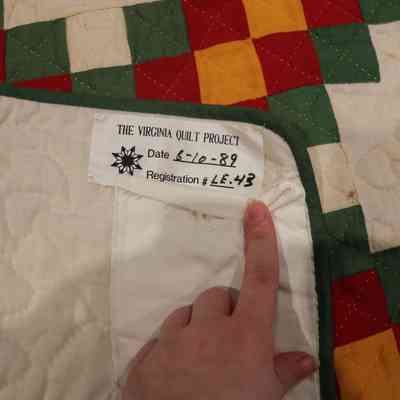 THE VIRGINIA QUILT PROJECT
Date 6-10-89
Registration # LE.43